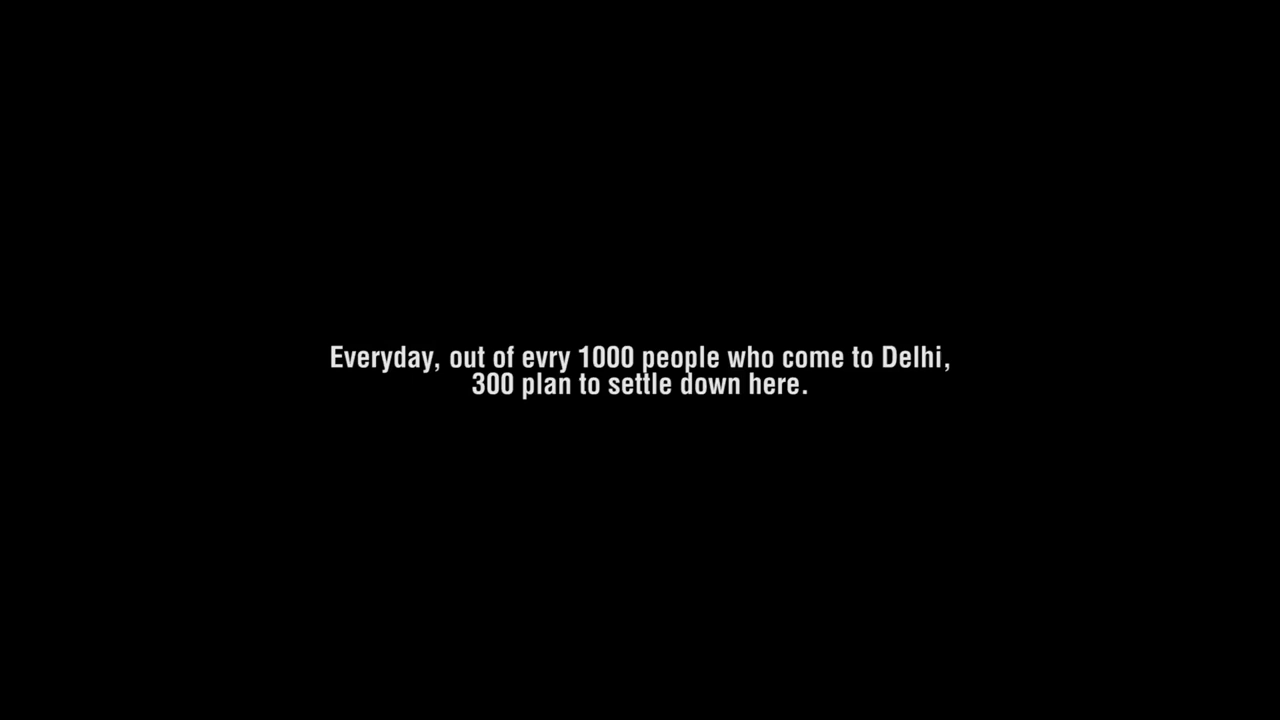 Everyday, out of evry 1000 people who come to Delhi,
300 plan to settle down here.